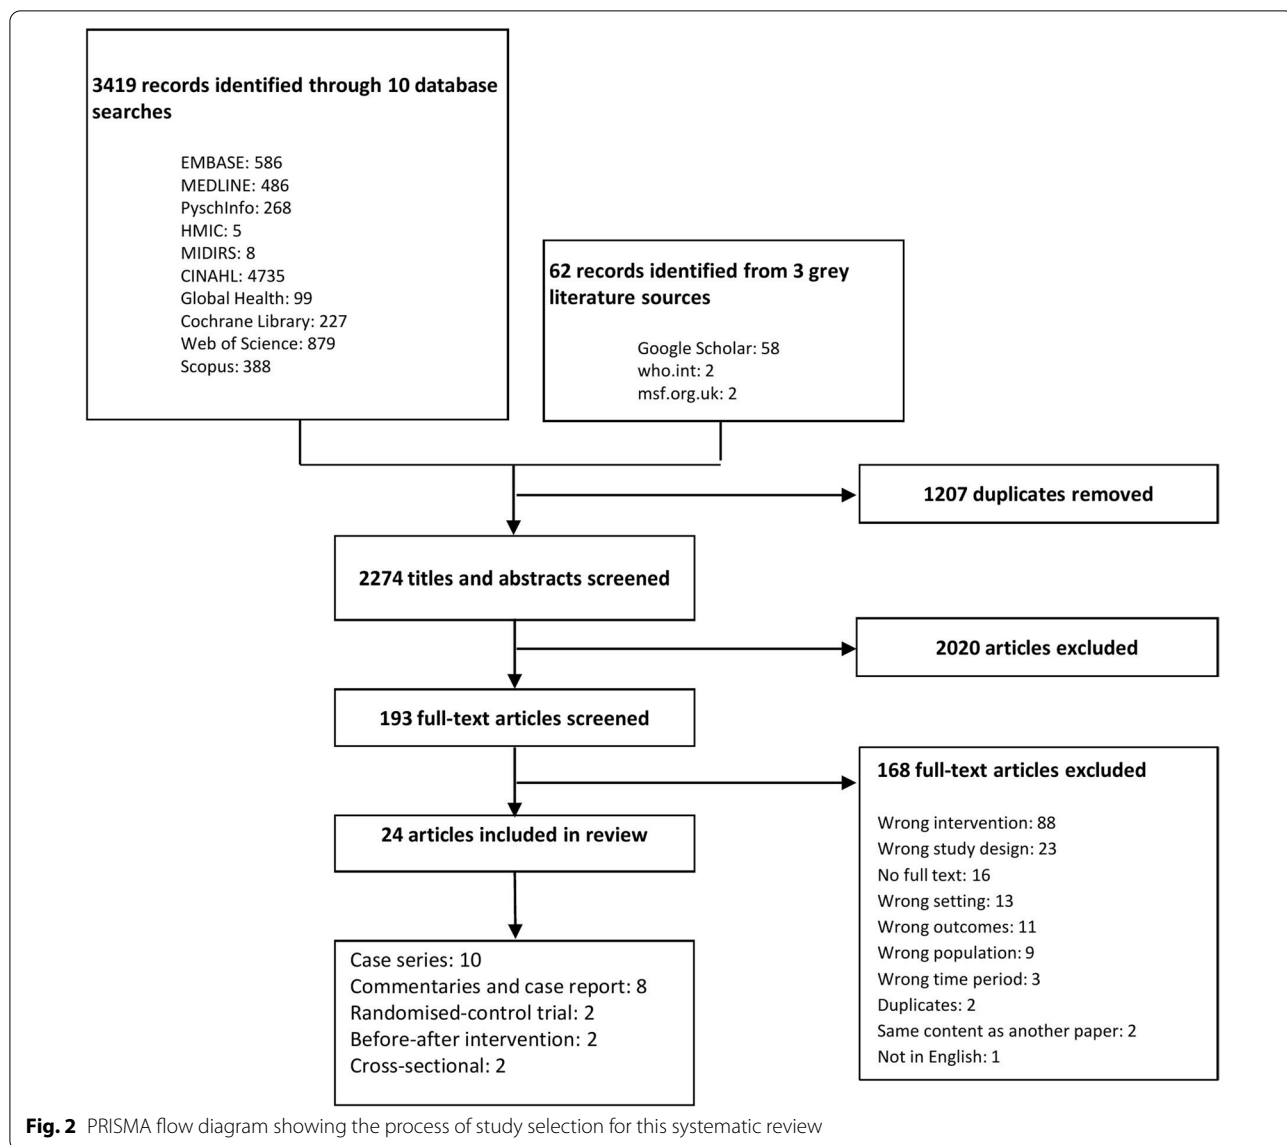 3419 records identified through 10 database
searches
EMBASE: 586
MEDLINE: 486
PyschInfo: 268
HMIC: 5
MIDIRS: 8
CINAHL: 4735
Global Health: 99
Cochrane Library: 227
Web of Science: 879
Scopus: 388
62 records identified from 3 grey
literature sources
Google Scholar: 58
who.int: 2
msf.org.uk: 2
1207 duplicates removed
2274 titles and abstracts screened
2020 articles excluded
193 full-text articles screened
168 full-text articles excluded
Wrong intervention: 88
Wrong study design: 23
No full text: 16
Wrong setting: 13
Wrong outcomes: 11
Wrong population: 9
Wrong time period: 3
Duplicates: 2
Same content as another paper: 2
Not in English: 1
24 articles included in review
Case series: 10
Commentaries and case report: 8
Randomised-control trial: 2
Before-after intervention: 2
Cross-sectional: 2
Fig. 2 PRISMA flow diagram showing the process of study selection for this systematic review